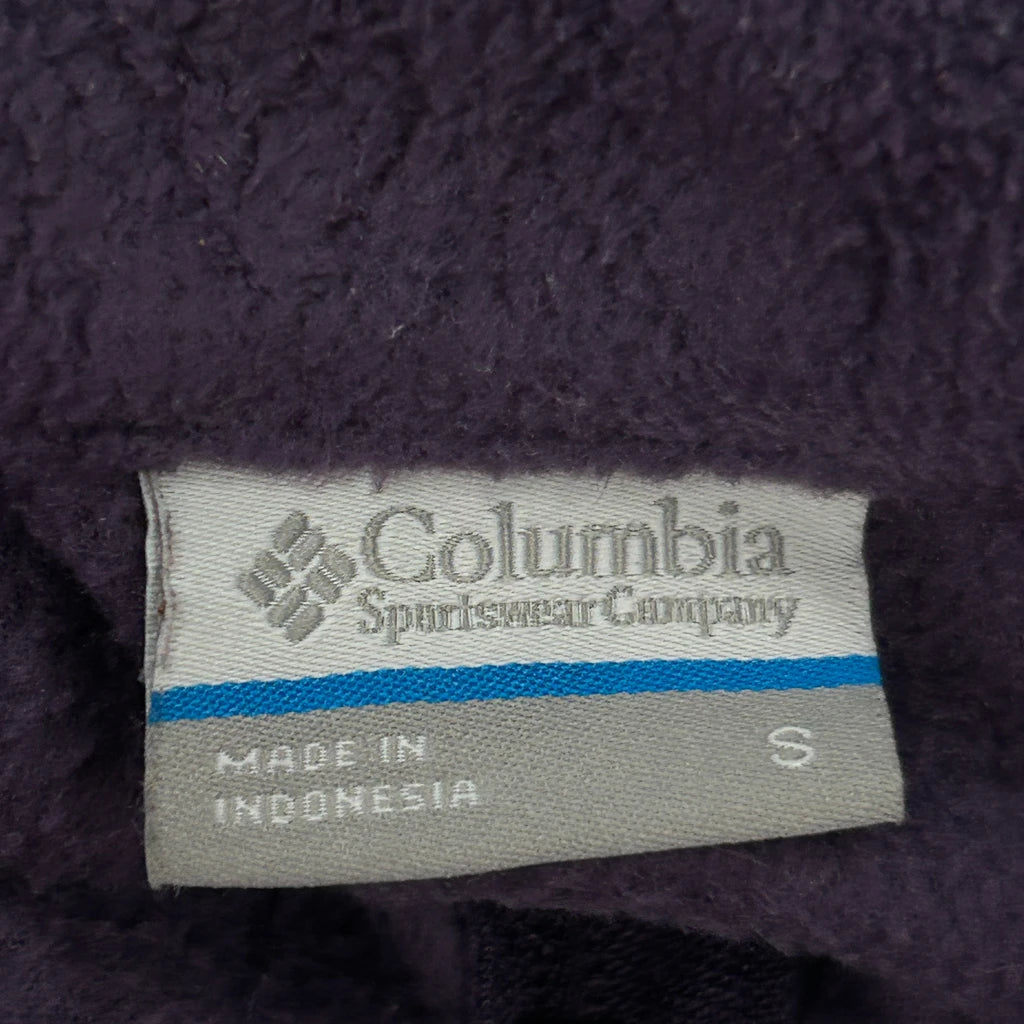 Columbia
Sportswear Company
MADE IN
INDONESIA
S